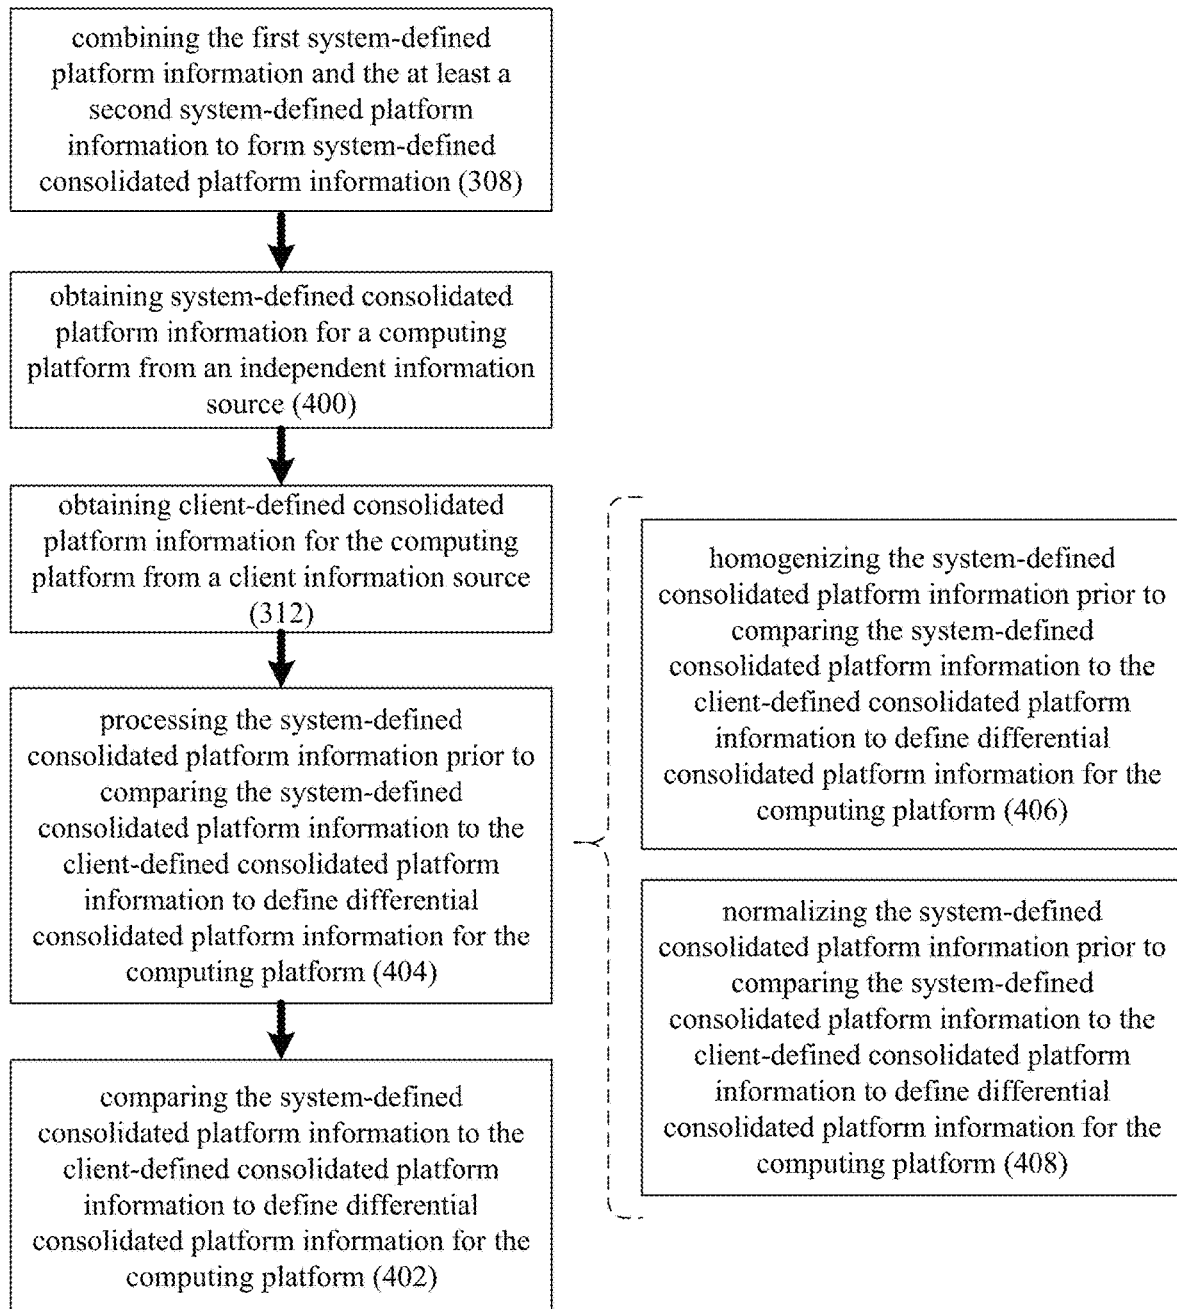 combining the first system-defined
platform information and the at least a
second system-defined platform
information to form system-defined
consolidated platform information (308)
obtaining system-defined consolidated
platform information for a computing
platform from an independent information
source (400)
obtaining client-defined consolidated
platform information for the computing
platform from a client information source
(312)
processing the system-defined
consolidated platform information prior to
comparing the system-defined
consolidated platform information to the
client-defined consolidated platform
information to define differential
consolidated platform information for the
computing platform (404)
comparing the system-defined
consolidated platform information to the
client-defined consolidated platform
information to define differential
consolidated platform information for the
computing platform (402)
homogenizing the system-defined
consolidated platform information prior to
comparing the system-defined
consolidated platform information to the
client-defined consolidated platform
information to define differential
consolidated platform information for the
computing platform (406)
normalizing the system-defined
consolidated platform information prior to
comparing the system-defined
consolidated platform information to the
client-defined consolidated platform
information to define differential
consolidated platform information for the
computing platform (408)